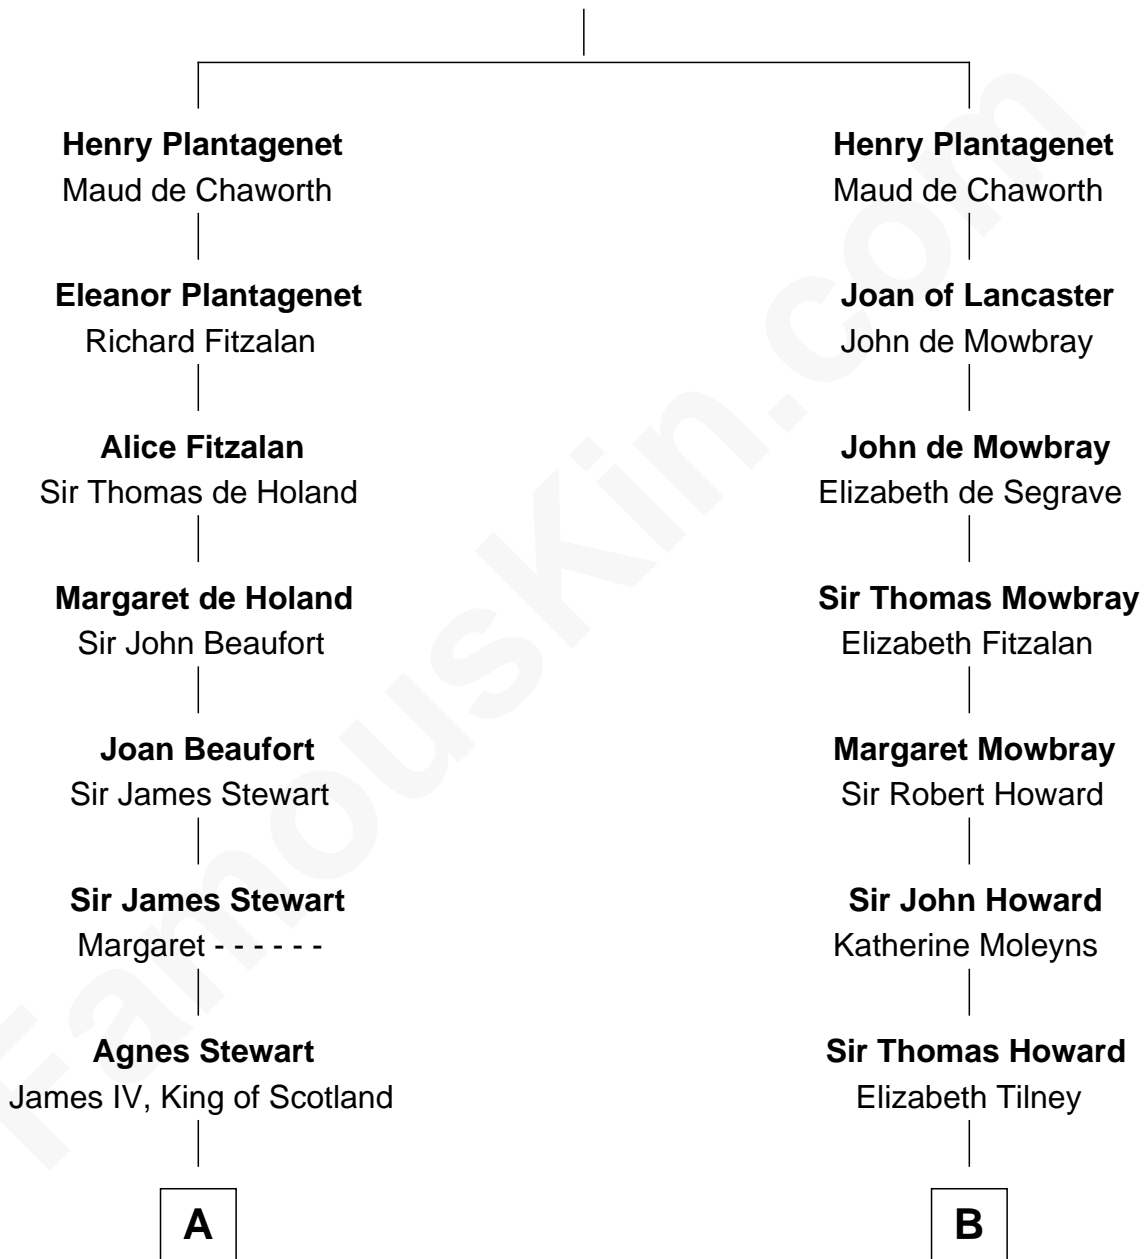 Henry Plantagenet
Maud de Chaworth
Eleanor Plantagenet
Richard Fitzalan
Alice Fitzalan
Sir Thomas de Holand
Margaret de Holand
Sir John Beaufort
Joan Beaufort
Sir James Stewart
Sir James Stewart
Margaret - - - - - -
Agnes Stewart
James IV, King of Scotland
A
Henry Plantagenet
Maud de Chaworth
Joan of Lancaster
John de Mowbray
John de Mowbray
Elizabeth de Segrave
Sir Thomas Mowbray
Elizabeth Fitzalan
Margaret Mowbray
Sir Robert Howard
Sir John Howard
Katherine Moleyns
Sir Thomas Howard
Elizabeth Tilney
B
FamousKin.com